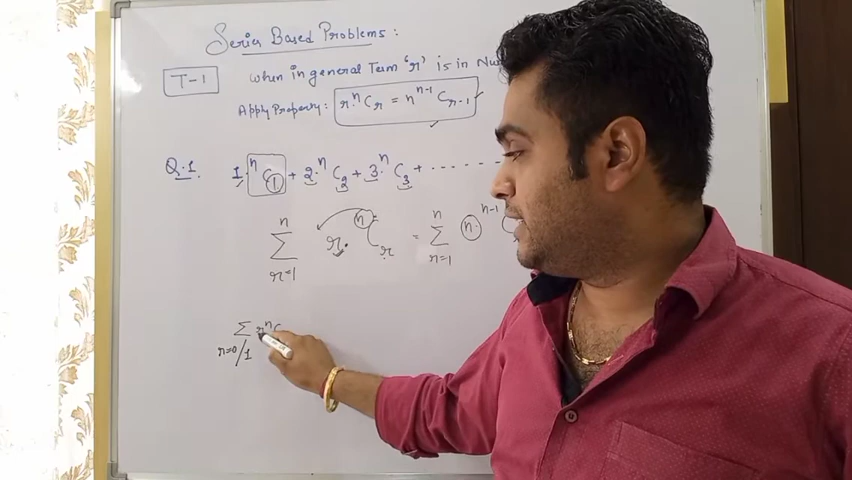 Series Based Problems :
T-1 When in general Term 'r' is in
Apply Property: r. ⁿCᵣ = n ⁿ⁻¹Cᵣ₋₁
Q.1. 1. ⁿC₁ + 2. ⁿC₂ + 3. ⁿC₃ + - - - - - -
n Σ r=1 r. ⁿCᵣ = n Σ r=1 n. ⁿ⁻¹
Σ r=0/1 r ⁿC